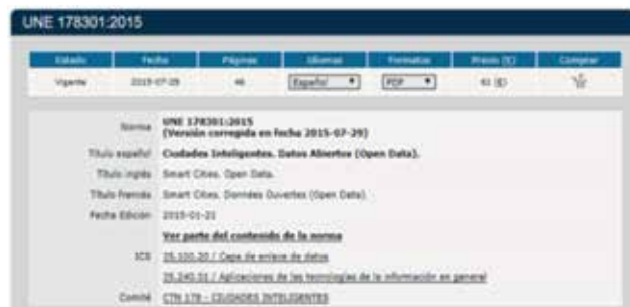 UNE 178301:2015
Estado Fecha Páginas Idiomas Formatos Precio (€) Comprar
Vigente 2015-07-29 46 Español PDF 61 (€)
Norma UNE 178301:2015
(Versión corregida en fecha 2015-07-29)
Título español Ciudades Inteligentes. Datos Abiertos (Open Data).
Título inglés Smart Cities. Open Data.
Título francés Smart Cities. Données Ouvertes (Open Data).
Fecha Edición 2015-01-21
Ver parte del contenido de la norma
ICS 35.100.20 / Capa de enlace de datos
35.240.01 / Aplicaciones de las tecnologías de la información en general
Comité CTN 178 - CIUDADES INTELIGENTES